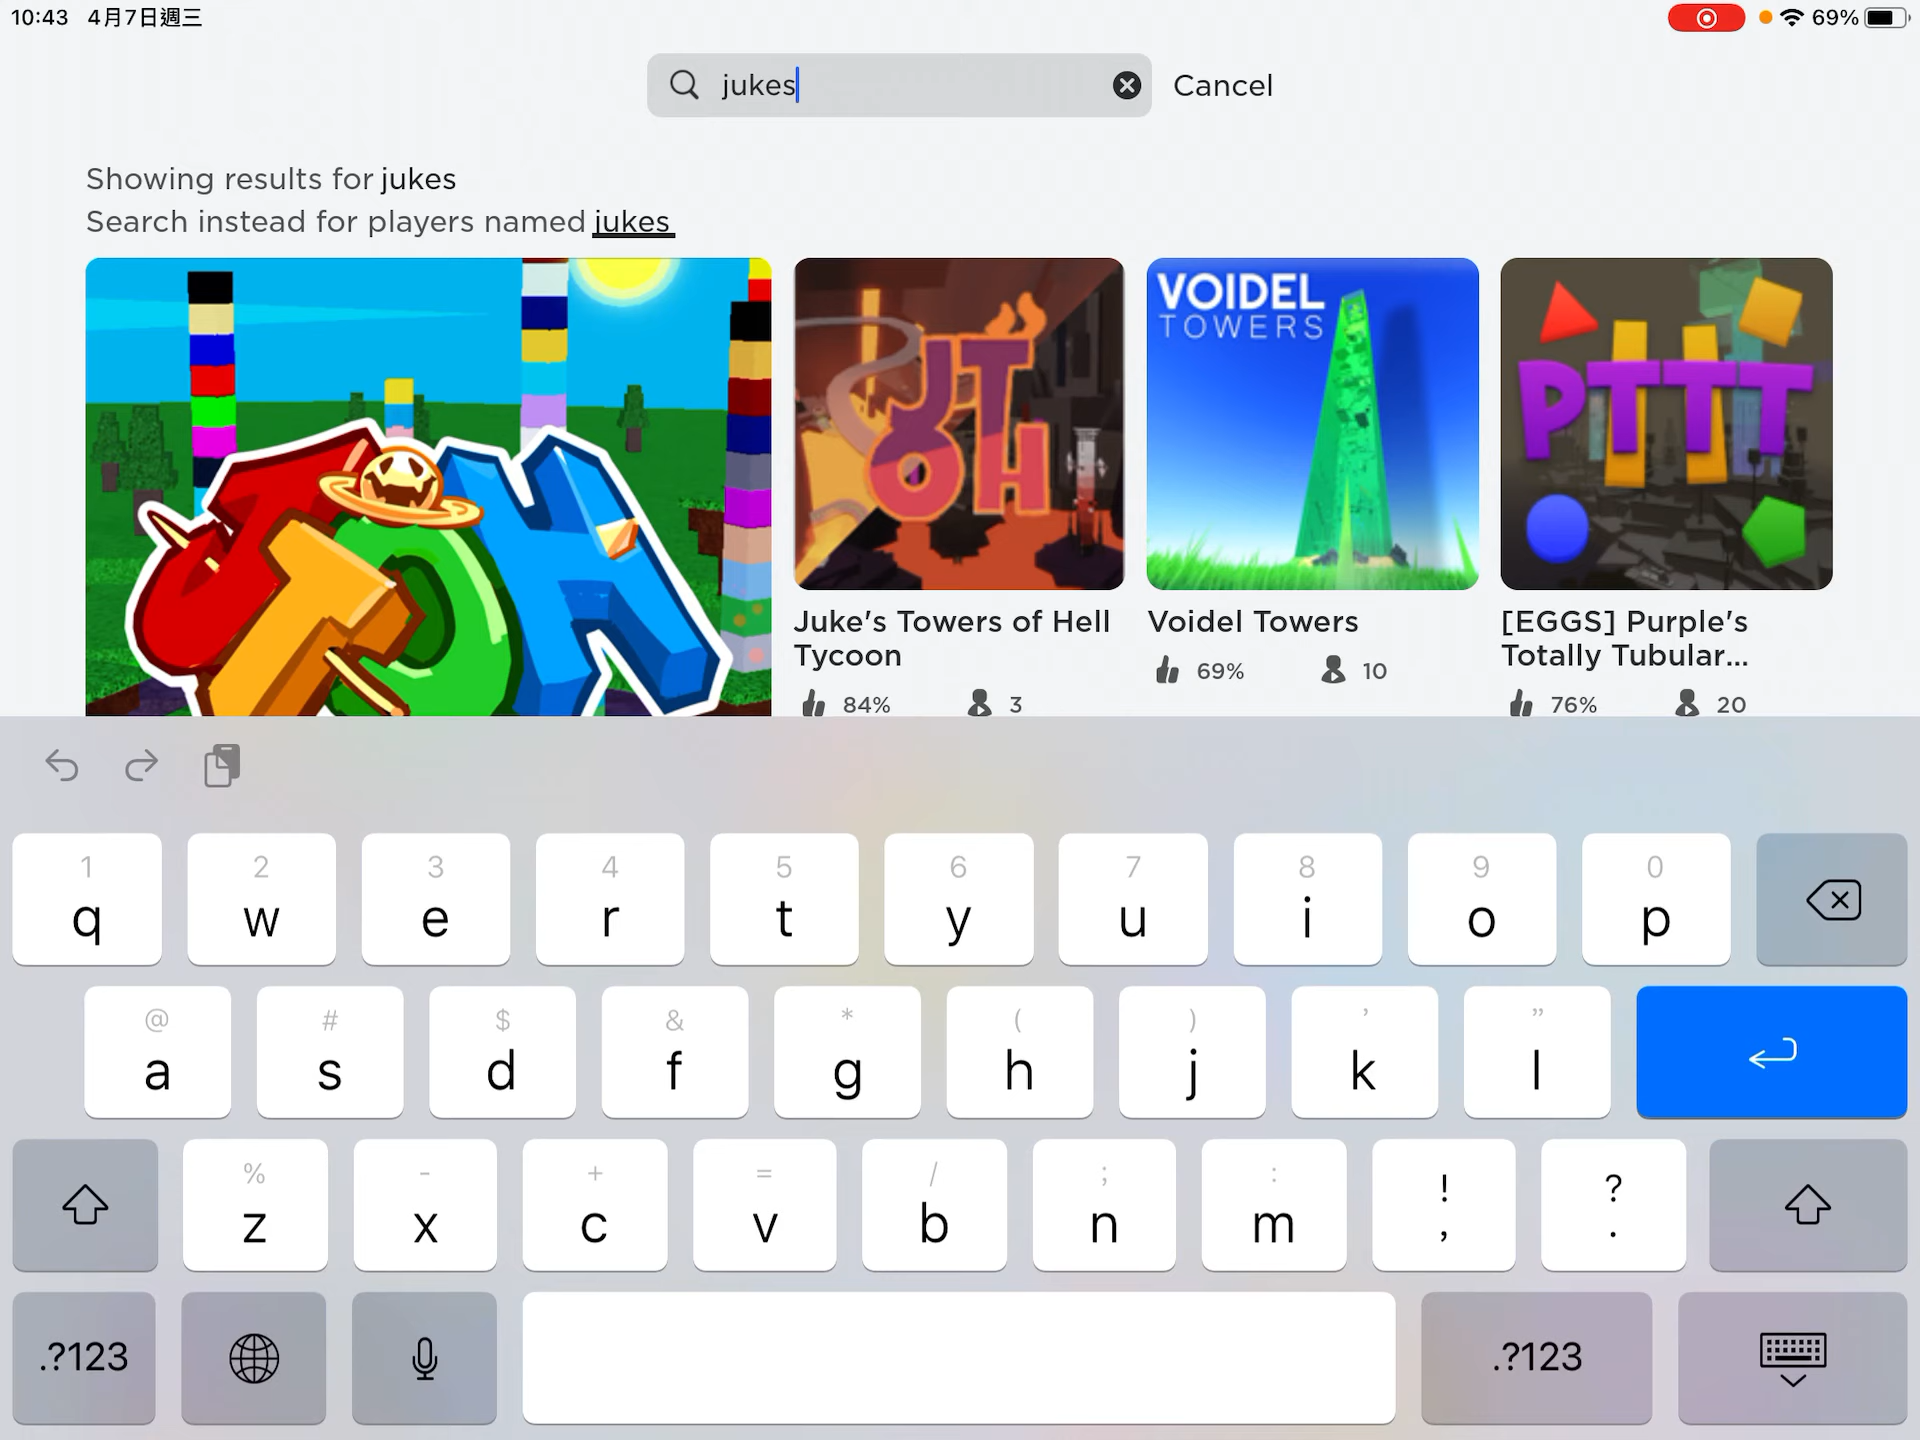 10:43 4月7日週三
69%
jukes
Cancel
Showing results for jukes
Search instead for players named jukes
JTOH
JTOH
VOIDEL
TOWERS
PTTT
Juke's Towers of Hell
Tycoon
84% 3
Voidel Towers
69% 10
[EGGS] Purple's
Totally Tubular...
76% 20
1 2 3 4 5 6 7 8 9 0
q w e r t y u i o p
@ # $ & * ( ) ’ ”
a s d f g h j k l
% - + = / ; : ! ?
z x c v b n m , .
.?123 .?123